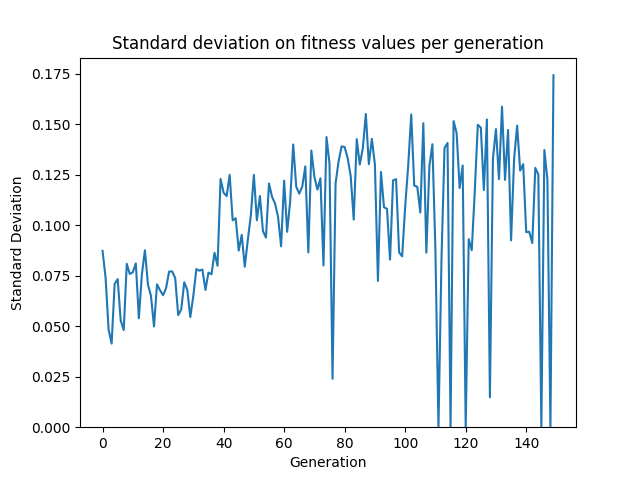 Standard deviation on fitness values per generation
0.175
0.150
0.125
0.100
0.075
0.050
0.025
0.000
Standard Deviation
0 20 40 60 80 100 120 140
Generation